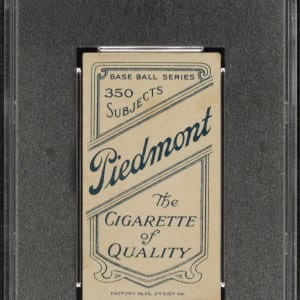 BASE BALL SERIES
350
SUBJECTS
Piedmont
The
CIGARETTE
of
QUALITY
FACTORY No 25, 2ND DIST. VA.